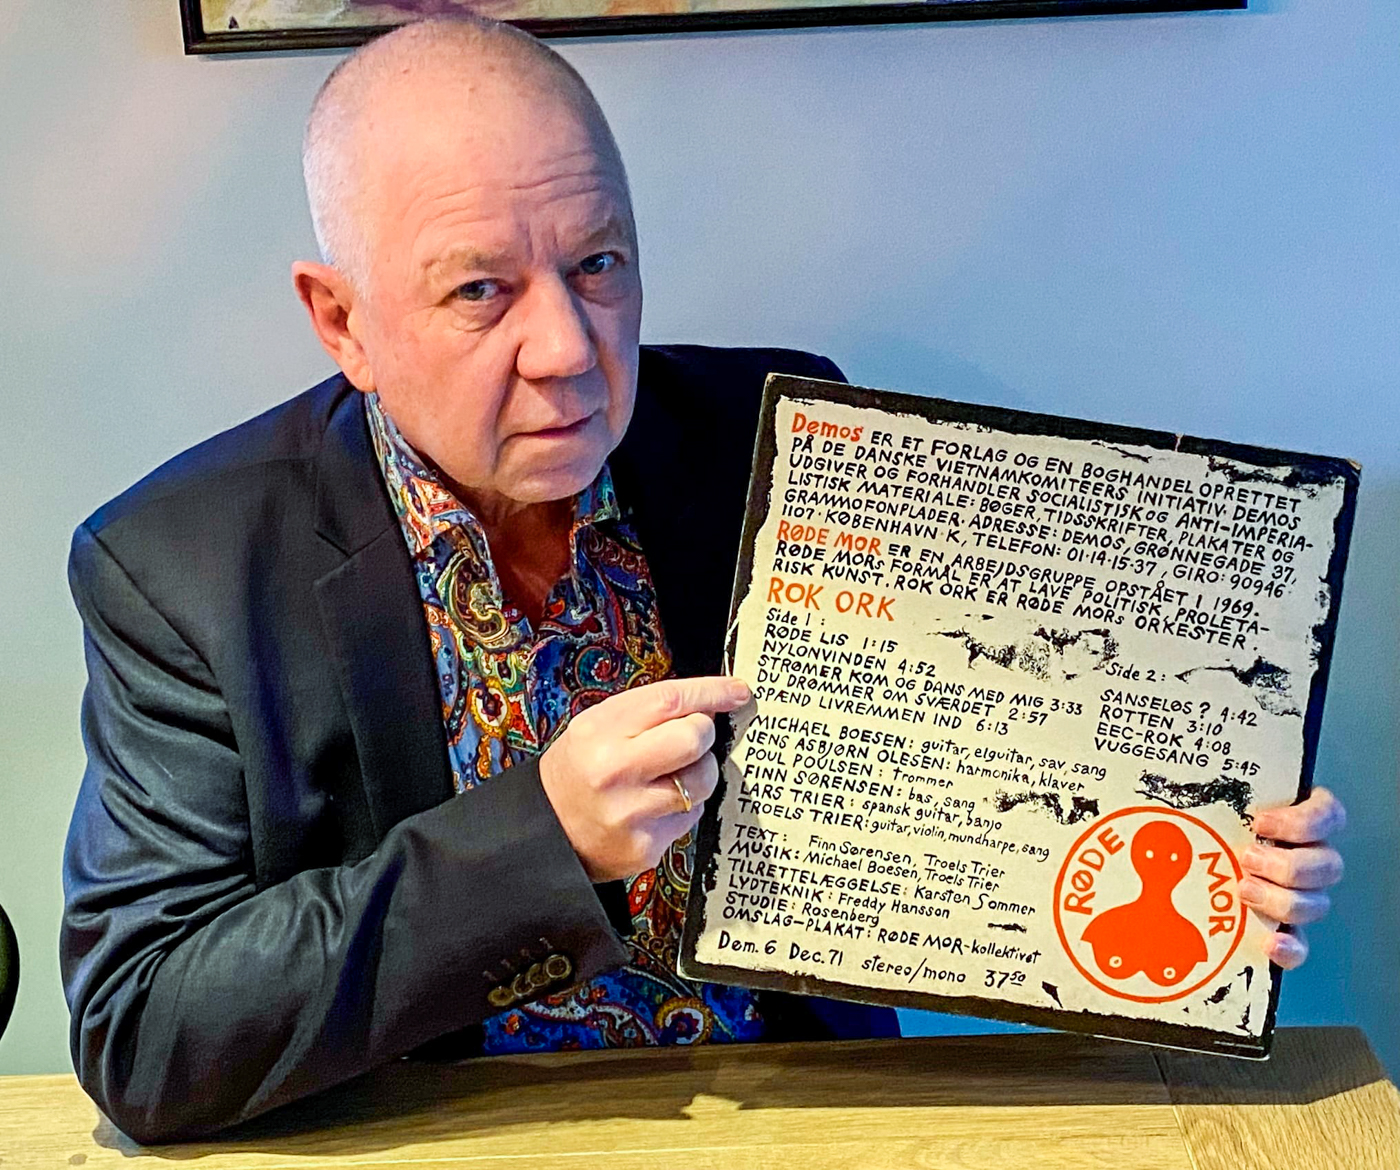 Demos ER ET FORLAG OG EN BOGHANDEL OPRETTET
PÅ DE DANSKE VIETNAMKOMITEERS INITIATIV. DEMOS
UDGIVER OG FORHANDLER SOCIALISTISK OG ANTI-IMPERIA-
LISTISK MATERIALE: BØGER, TIDSSKRIFTER, PLAKATER OG
GRAMMOFONPLADER. ADRESSE: DEMOS, GRØNNEGADE 37,
1107 · KØBENHAVN · K, TELEFON: 01·14·15·37, GIRO: 90946.
RØDE MOR ER EN ARBEJDSGRUPPE OPSTÅET I 1969.
RØDE MORs FORMÅL ER AT LAVE POLITISK, PROLETA-
RISK KUNST. ROK ORK ER RØDE MORs ORKESTER.
ROK ORK
Side 1:
RØDE LIS 1:15
NYLONVINDEN 4:52
STRØMER KOM OG DANS MED MIG 3:33
DU DRØMMER OM SVÆRDET 2:57
SPÆND LIVREMMEN IND 6:13
Side 2:
SANSELØS? 4:42
ROTTEN 3:10
EEC-ROK 4:08
VUGGESANG 5:45
MICHAEL BOESEN: guitar, elguitar, sav, sang
JENS ASBJØRN OLESEN: harmonika, klaver
POUL POULSEN: trommer
FINN SØRENSEN: bas, sang
LARS TRIER: spansk guitar, banjo
TROELS TRIER: guitar, violin, mundharpe, sang
TEXT: Finn Sørensen, Troels Trier
MUSIK: Michael Boesen, Troels Trier
TILRETTELÆGGELSE: Karsten Sommer
LYDTEKNIK: Freddy Hansson
STUDIE: Rosenberg
OMSLAG-PLAKAT: RØDE MOR-kollektivet
Dem. 6 Dec. 71 stereo/mono 37 50
RØDE MOR